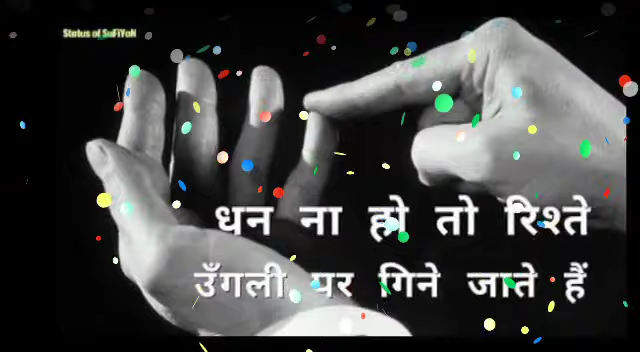 Status of SuFiYaN
धन ना हो तो रिश्ते
उँगली पर गिने जाते हैं